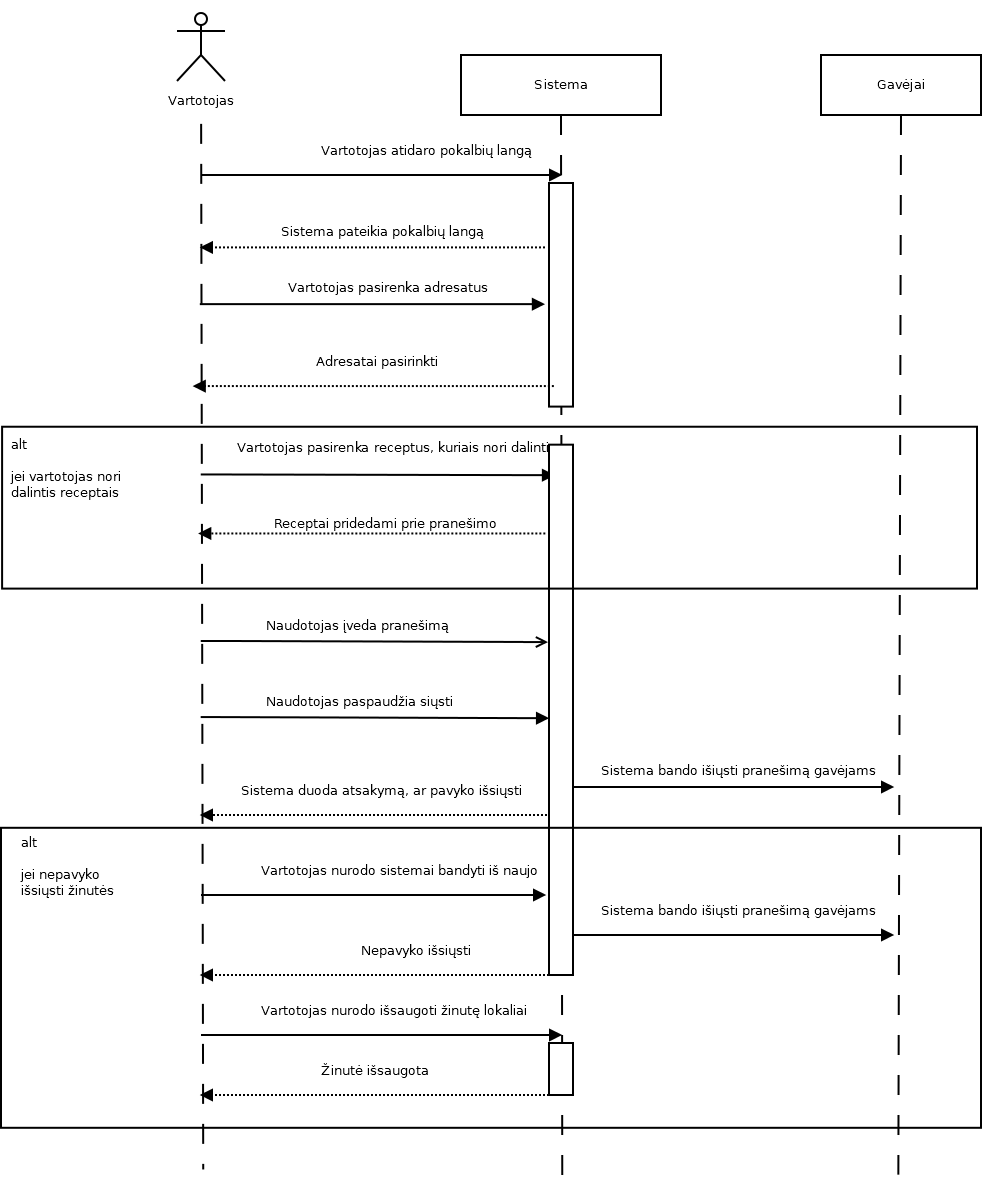 Vartotojas
Sistema
Gavėjai
Vartotojas atidaro pokalbių langą
Sistema pateikia pokalbių langą
Vartotojas pasirenka adresatus
Adresatai pasirinkti
alt
Vartotojas pasirenka receptus, kuriais nori dalinti
jei vartotojas nori
dalintis receptais
Receptai pridedami prie pranešimo
Naudotojas įveda pranešimą
Naudotojas paspaudžia siųsti
Sistema bando išiųsti pranešimą gavėjams
Sistema duoda atsakymą, ar pavyko išsiųsti
alt
jei nepavyko
išsiųsti žinutės
Vartotojas nurodo sistemai bandyti iš naujo
Sistema bando išiųsti pranešimą gavėjams
Nepavyko išsiųsti
Vartotojas nurodo išsaugoti žinutę lokaliai
Žinutė išsaugota